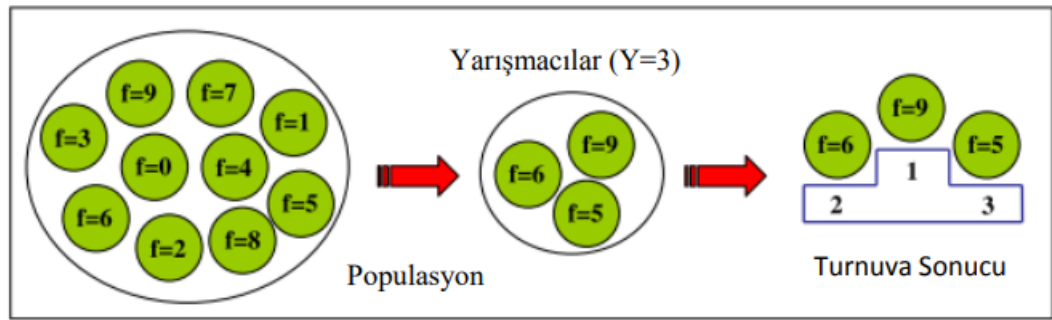 Yarışmacılar (Y=3)
f=9
f=7
f=3
f=1
f=0
f=4
f=6
f=5
f=2
f=8
Populasyon
f=9
f=6
f=5
f=9
f=6
f=5
1
2
3
Turnuva Sonucu